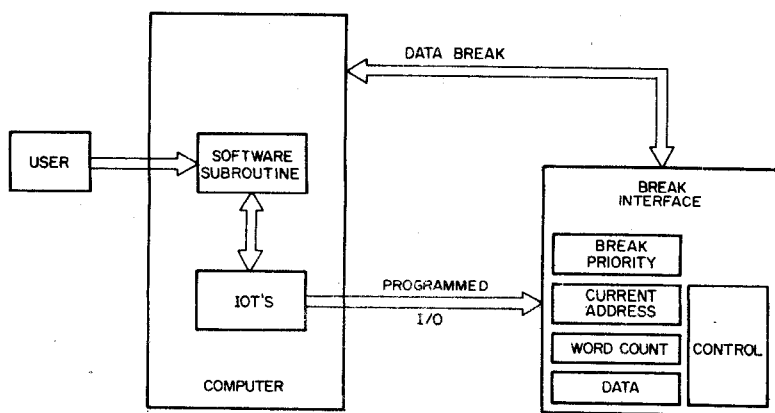 DATA BREAK
USER
SOFTWARE
SUBROUTINE
IOT'S
COMPUTER
PROGRAMMED
I/O
BREAK
INTERFACE
BREAK
PRIORITY
CURRENT
ADDRESS
WORD COUNT
DATA
CONTROL